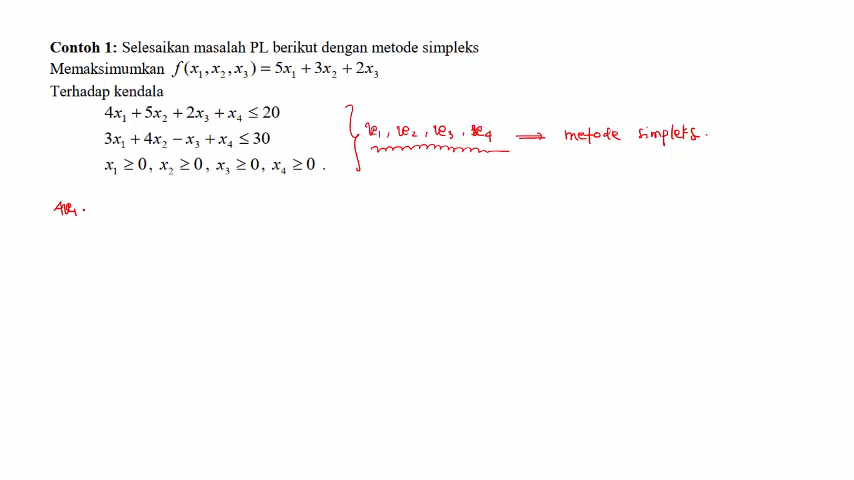 Contoh 1: Selesaikan masalah PL berikut dengan metode simpleks
Memaksimumkan f(x₁, x₂, x₃) = 5x₁ + 3x₂ + 2x₃
Terhadap kendala
4x₁ + 5x₂ + 2x₃ + x₄ ≤ 20
3x₁ + 4x₂ − x₃ + x₄ ≤ 30
x₁ ≥ 0, x₂ ≥ 0, x₃ ≥ 0, x₄ ≥ 0 .
x₁, x₂, x₃, x₄ ⟹ metode simpleks.
4x₁.